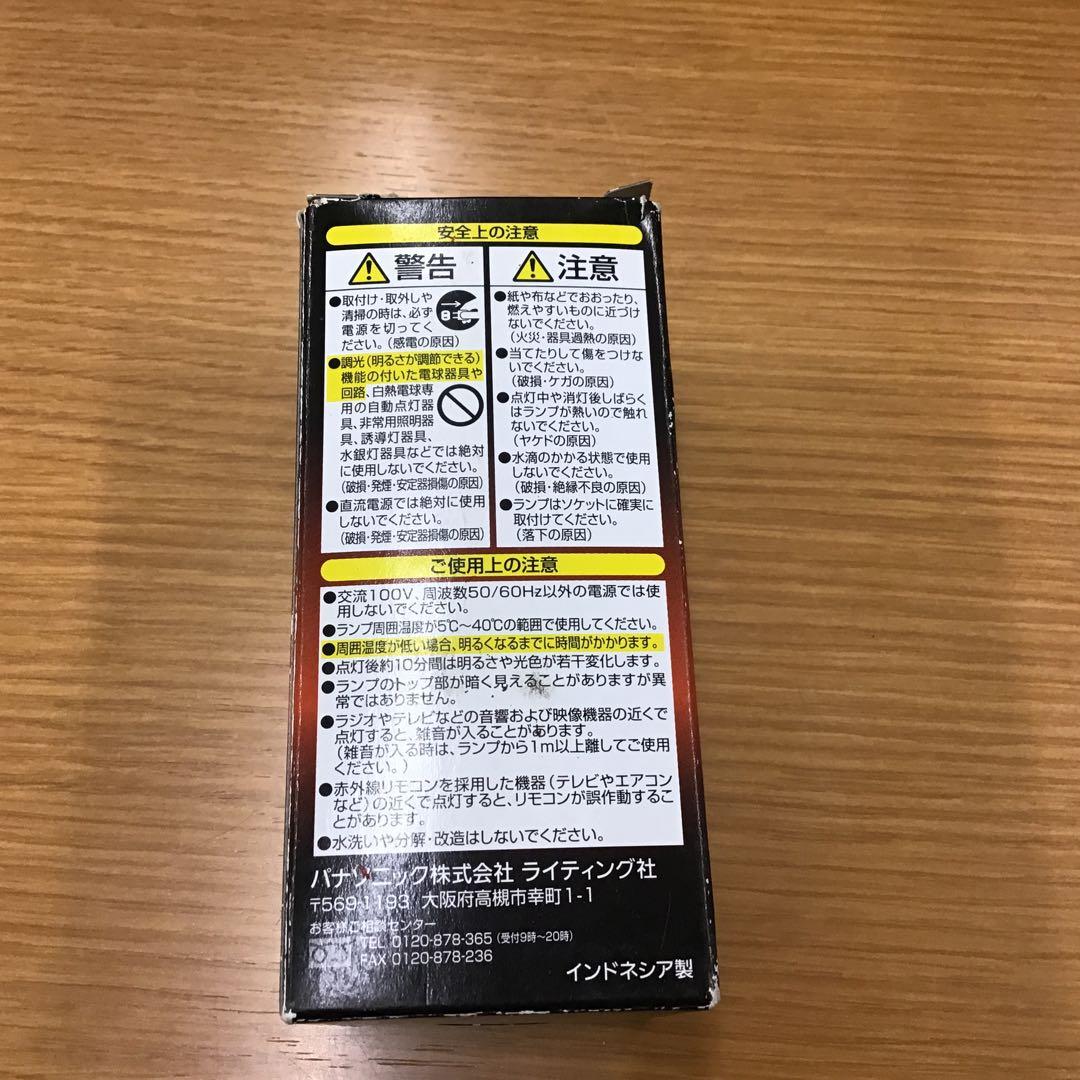 安全上の注意
警告
●取付け・取外しや
清掃の時は、必ず
電源を切ってく
ださい。(感電の原因)
●調光(明るさが調節できる)
機能の付いた電球器具や
回路、白熱電球専
用の自動点灯器
具、非常用照明器
具、誘導灯器具、
水銀灯器具などでは絶対
に使用しないでください。
(破損・発煙・安定器損傷の原因)
●直流電源では絶対に使用
しないでください。
(破損・発煙・安定器損傷の原因)
注意
●紙や布などでおおったり、
燃えやすいものに近づけ
ないでください。
(火災・器具過熱の原因)
●当てたりして傷をつけな
いでください。
(破損・ケガの原因)
●点灯中や消灯後しばらく
はランプが熱いので触れ
ないでください。
(ヤケドの原因)
●水滴のかかる状態で使用
しないでください。
(破損・絶縁不良の原因)
●ランプはソケットに確実に
取付けてください。
(落下の原因)
ご使用上の注意
●交流100V、周波数50/60Hz以外の電源では使
用しないでください。
●ランプ周囲温度が5℃〜40℃の範囲で使用してください。
●周囲温度が低い場合、明るくなるまでに時間がかかります。
●点灯後約10分間は明るさや光色が若干変化します。
●ランプのトップ部が暗く見えることがありますが異
常ではありません。
●ラジオやテレビなどの音響および映像機器の近くで
点灯すると、雑音が入ることがあります。
(雑音が入る時は、ランプから1m以上離してご使用
ください。)
●赤外線リモコンを採用した機器(テレビやエアコン
など)の近くで点灯すると、リモコンが誤作動するこ
とがあります。
●水洗いや分解・改造はしないでください。
パナソニック株式会社 ライティング社
〒569-1193 大阪府高槻市幸町1-1
お客様ご相談センター
TEL 0120-878-365 (受付9時〜20時)
FAX 0120-878-236
インドネシア製